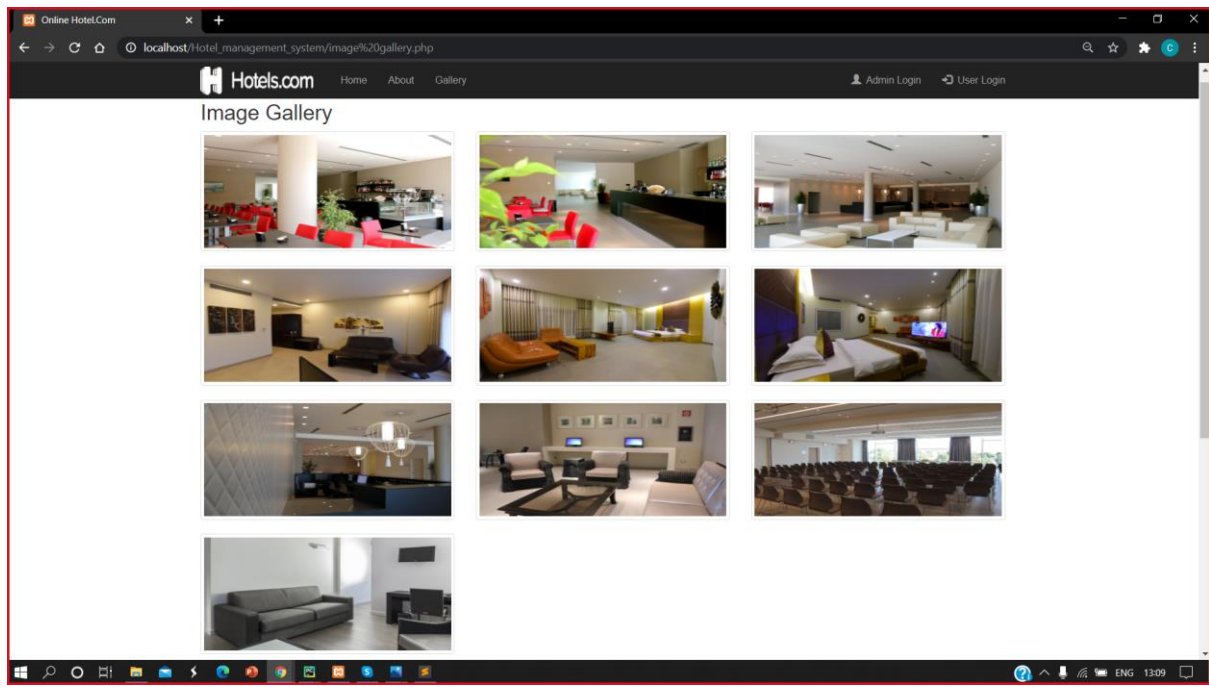 Online Hotel.Com
localhost/Hotel_management_system/image%20gallery.php
C
Hotels.com Home About Gallery Admin Login User Login
Image Gallery
ENG 13:09